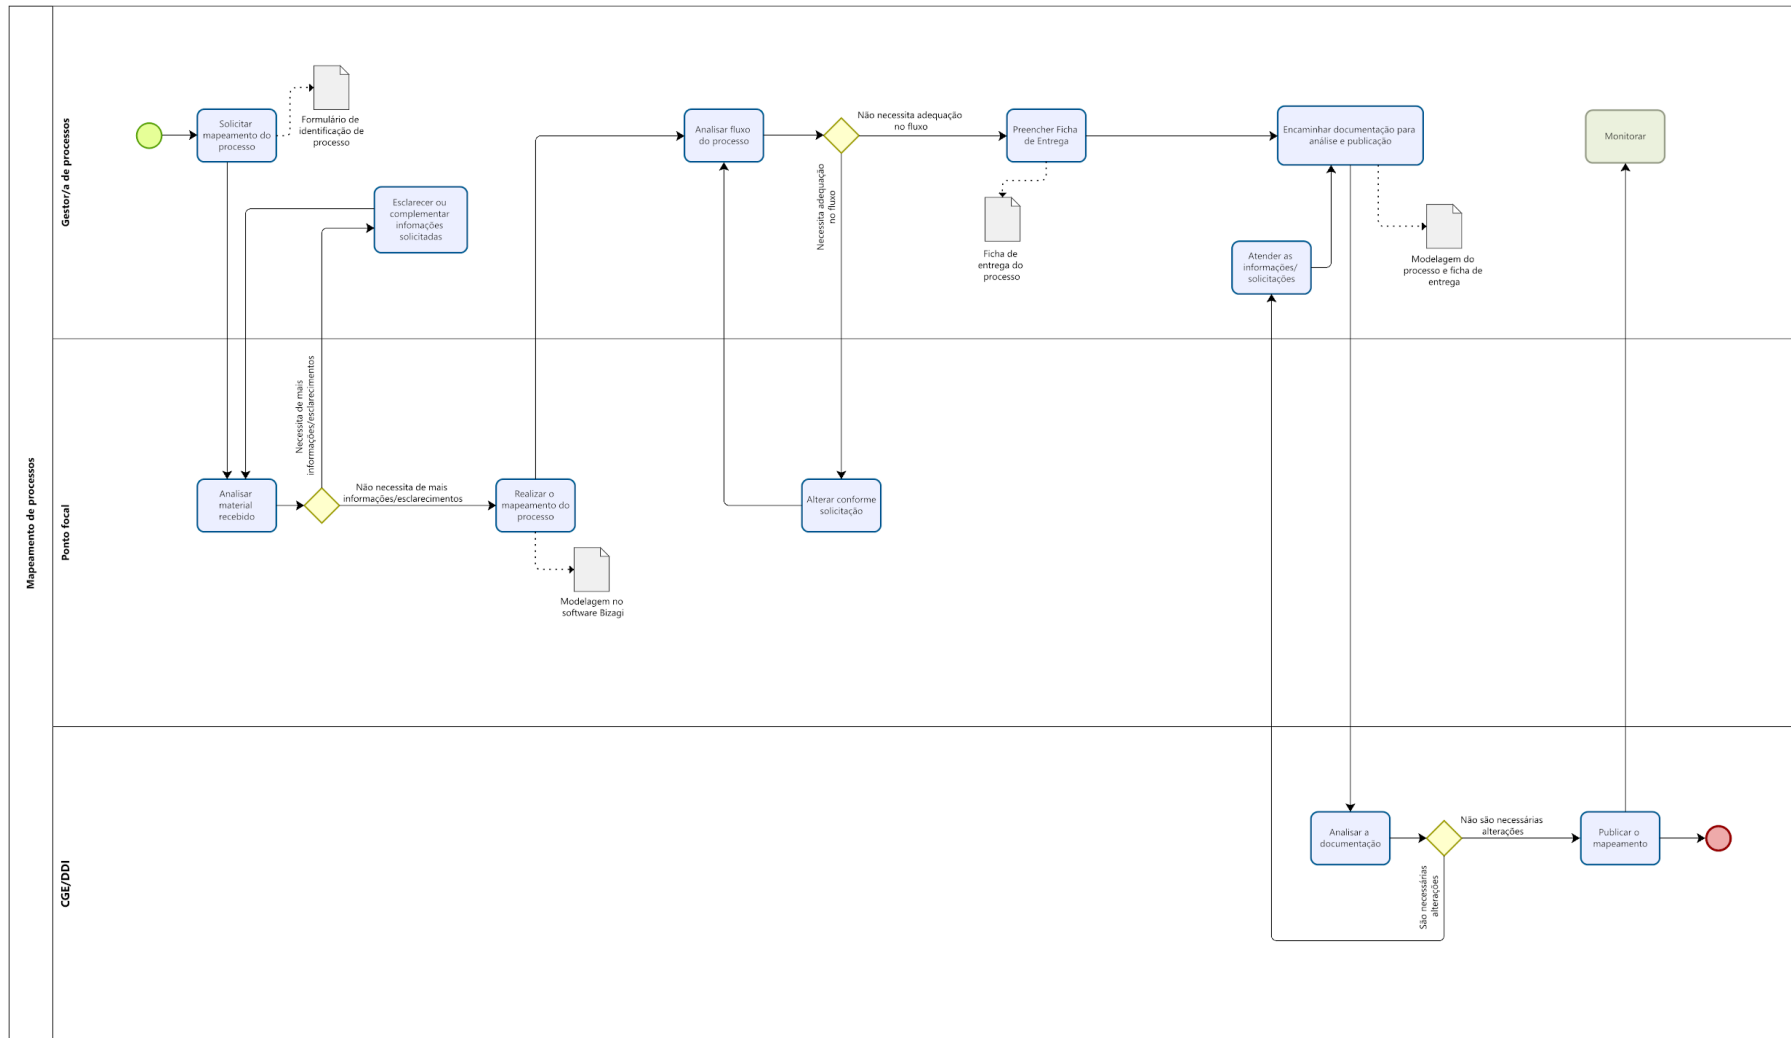 Mapeamento de processos
Gestor/a de processos
Solicitar
mapeamento do
processo
Formulário de
identificação de
processo
Esclarecer ou
complementar
infomações
solicitadas
Analisar fluxo
do processo
Não necessita adequação
no fluxo
Necessita adequação
no fluxo
Preencher Ficha
de Entrega
Ficha de
entrega do
processo
Encaminhar documentação para
análise e publicação
Atender as
informações/
solicitações
Modelagem do
processo e ficha de
entrega
Monitorar
Ponto focal
Analisar
material
recebido
Necessita de mais
informações/esclarecimentos
Não necessita de mais
informações/esclarecimentos
Realizar o
mapeamento do
processo
Modelagem no
software Bizagi
Alterar conforme
solicitação
CGE/DDI
Analisar a
documentação
Não são necessárias
alterações
São necessárias
alterações
Publicar o
mapeamento